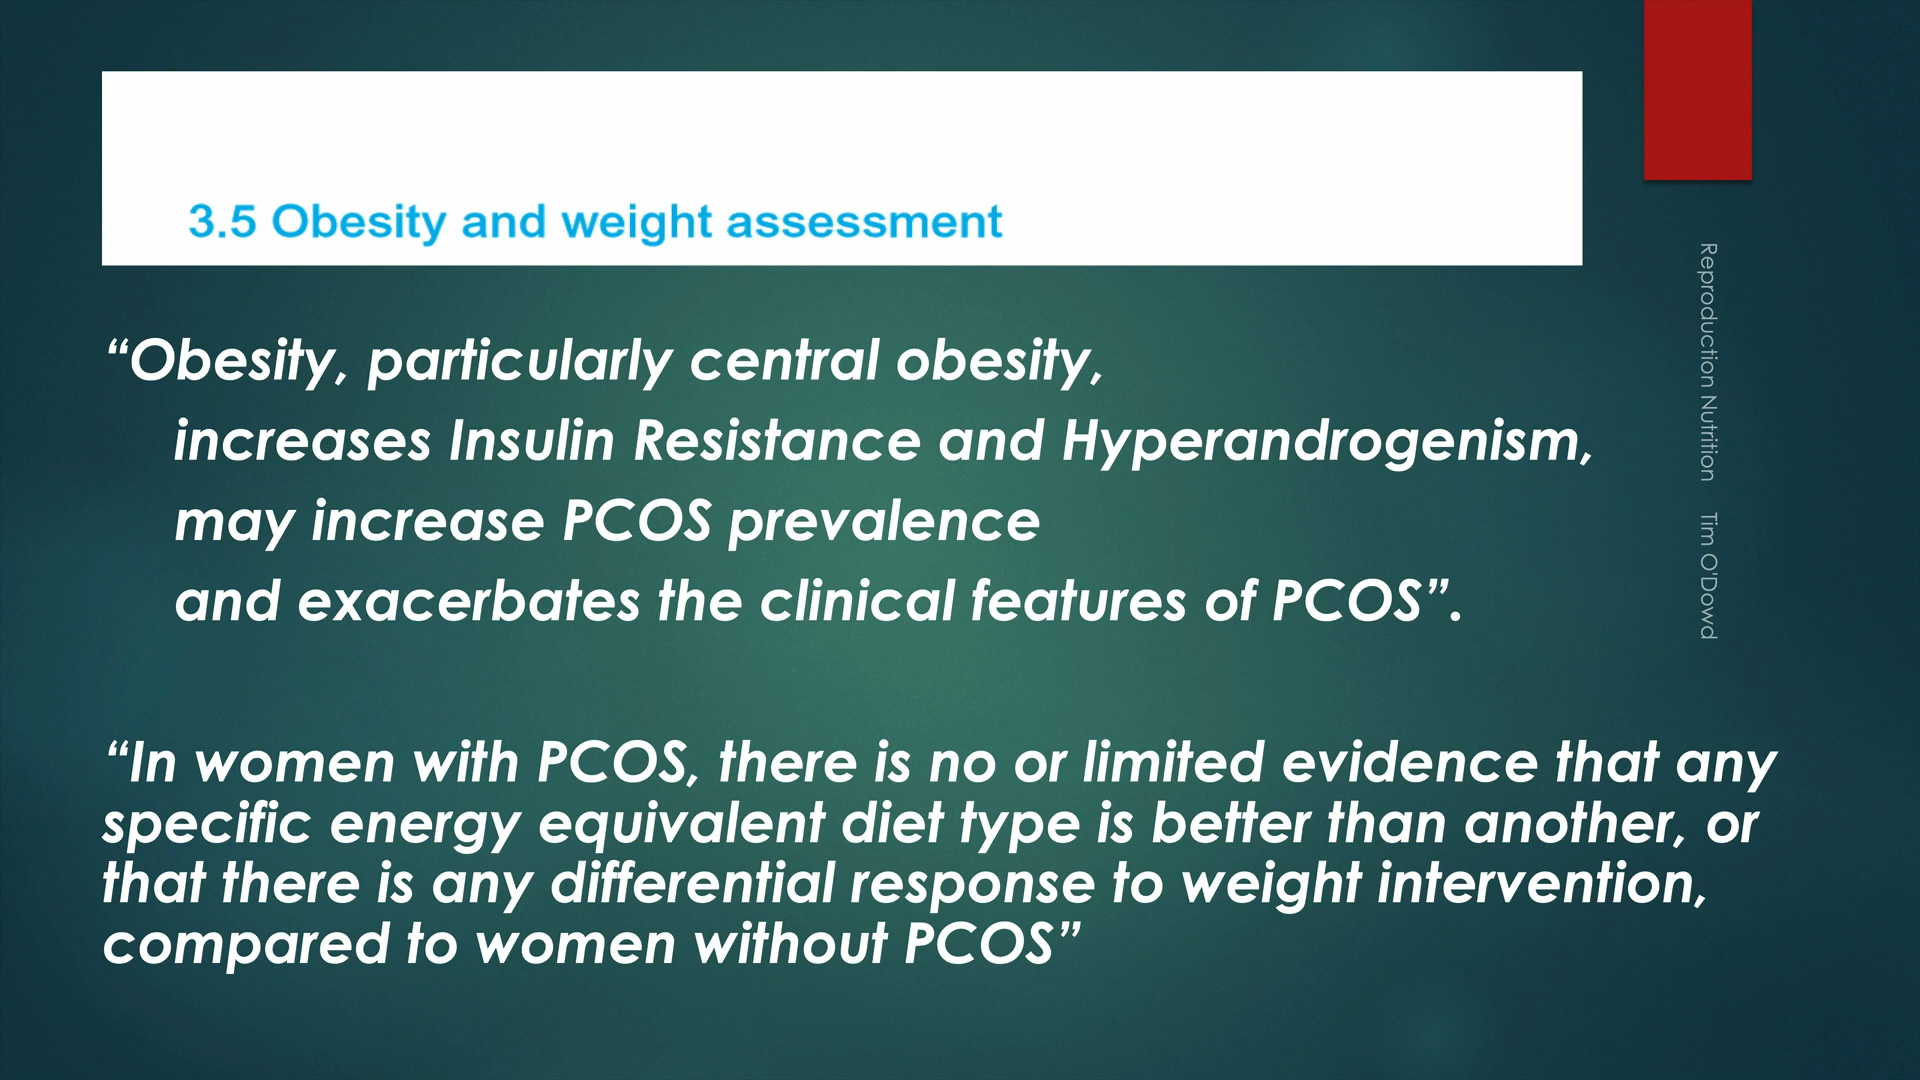 3.5 Obesity and weight assessment
“Obesity, particularly central obesity,
increases Insulin Resistance and Hyperandrogenism,
may increase PCOS prevalence
and exacerbates the clinical features of PCOS”.
“In women with PCOS, there is no or limited evidence that any
specific energy equivalent diet type is better than another, or
that there is any differential response to weight intervention,
compared to women without PCOS”
Reproduction Nutrition Tim O'Dowd